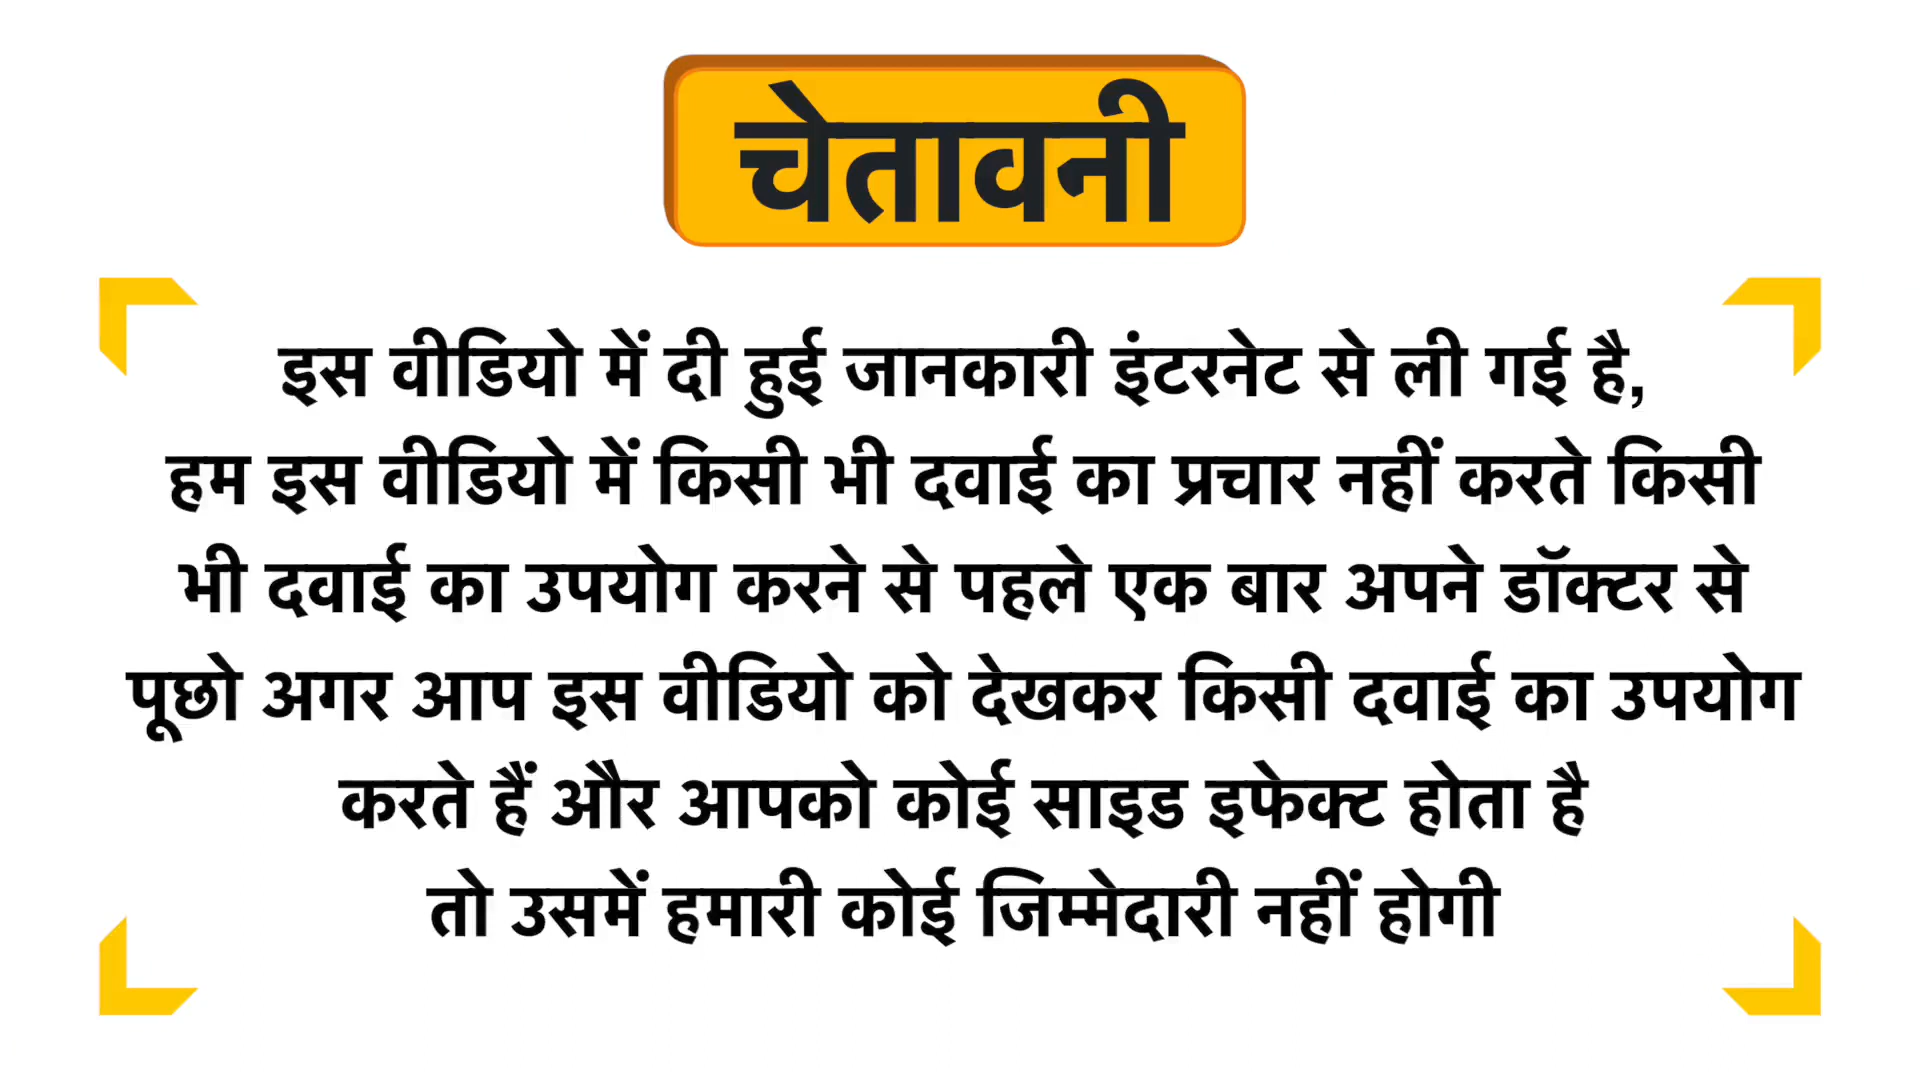 चेतावनी
इस वीडियो में दी हुई जानकारी इंटरनेट से ली गई है,
हम इस वीडियो में किसी भी दवाई का प्रचार नहीं करते किसी
भी दवाई का उपयोग करने से पहले एक बार अपने डॉक्टर से
पूछो अगर आप इस वीडियो को देखकर किसी दवाई का उपयोग
करते हैं और आपको कोई साइड इफेक्ट होता है
तो उसमें हमारी कोई जिम्मेदारी नहीं होगी